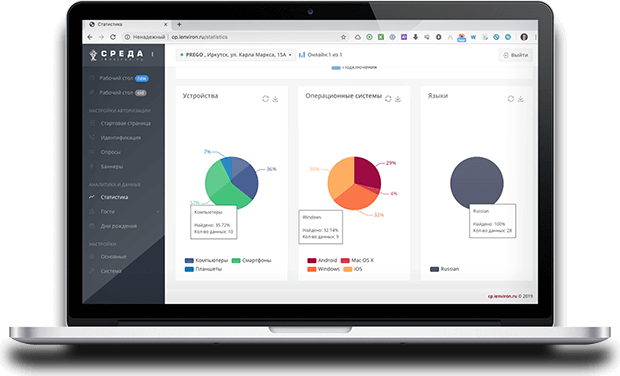 Статистика
Ненадежный | cp.ienviron.ru/statistics
СРЕДА
ienviron.ru
PREGO , Иркутск, ул. Карла Маркса, 15А
Онлайн: 1 из 1
Выйти
Подключения
Рабочий стол new
Рабочий стол old
НАСТРОЙКИ АВТОРИЗАЦИИ
Стартовая страница
Идентификация
Опросы
Баннеры
АНАЛИТИКА И ДАННЫЕ
Статистика
Гости
Дни рождения
НАСТРОЙКИ
Основные
Система
Устройства
7%
36%
57%
Компьютеры
Найдено: 35.72%
Кол-во данных: 10
Компьютеры
Смартфоны
Планшеты
Операционные системы
36%
29%
4%
32%
Windows
Найдено: 32.14%
Кол-во данных: 9
Android
Mac OS X
Windows
iOS
Языки
Russian
Найдено: 100%
Кол-во данных: 28
Russian
cp.ienviron.ru © 2019